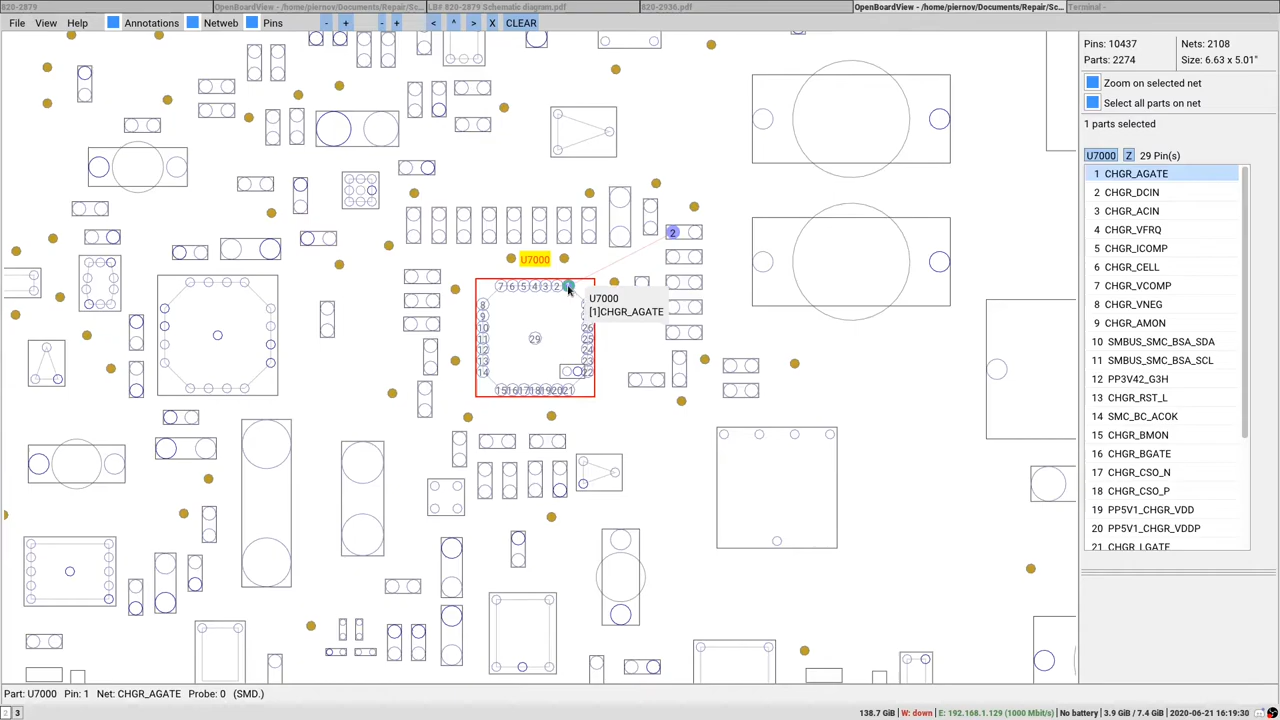 820-2879
OpenBoardView - /home/piernov/Documents/Repair/Sc...
LB# 820-2879 Schematic diagram.pdf
820-2936.pdf
OpenBoardView - /home/piernov/Documents/Repair/Sc...
Terminal -
File View Help Annotations Netweb Pins - + - + < ^ > X CLEAR
Pins: 10437 Nets: 2108
Parts: 2274 Size: 6.63 x 5.01"
Zoom on selected net
Select all parts on net
1 parts selected
U7000 Z 29 Pin(s)
1 CHGR_AGATE
2 CHGR_DCIN
3 CHGR_ACIN
4 CHGR_VFRQ
5 CHGR_ICOMP
6 CHGR_CELL
7 CHGR_VCOMP
8 CHGR_VNEG
9 CHGR_AMON
10 SMBUS_SMC_BSA_SDA
11 SMBUS_SMC_BSA_SCL
12 PP3V42_G3H
13 CHGR_RST_L
14 SMC_BC_ACOK
15 CHGR_BMON
16 CHGR_BGATE
17 CHGR_CSO_N
18 CHGR_CSO_P
19 PP5V1_CHGR_VDD
20 PP5V1_CHGR_VDDP
21 CHGR_LGATE
2
U7000
7 6 5 4 3 2
U7000
[1]CHGR_AGATE
8
9
10
11
12
13
14
29
26
25
24
23
22
15 16 17 18 19 20 21
Part: U7000 Pin: 1 Net: CHGR_AGATE Probe: 0 (SMD.)
2 3
138.7 GiB | W: down | E: 192.168.1.129 (1000 Mbit/s) | No battery | 3.9 GiB / 7.4 GiB | 2020-06-21 16:19:30